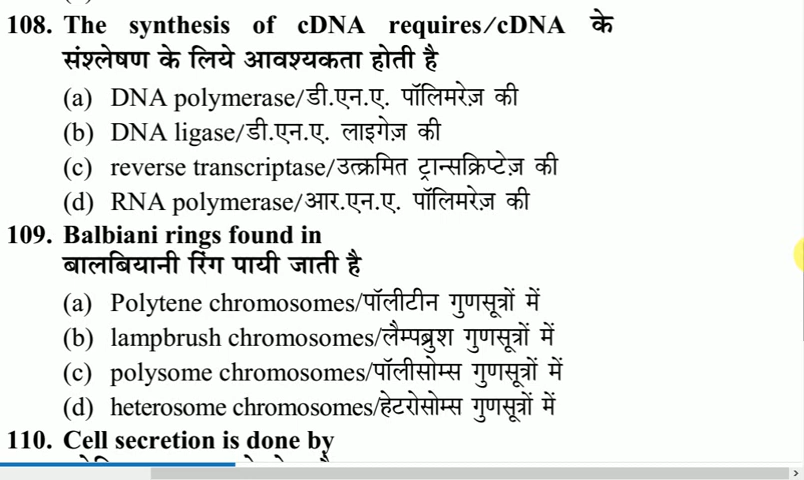 108. The synthesis of cDNA requires/cDNA के
संश्लेषण के लिये आवश्यकता होती है
(a) DNA polymerase/डी.एन.ए. पॉलिमरेज़ की
(b) DNA ligase/डी.एन.ए. लाइगेज़ की
(c) reverse transcriptase/उत्क्रमित ट्रान्सक्रिप्टेज़ की
(d) RNA polymerase/आर.एन.ए. पॉलिमरेज़ की
109. Balbiani rings found in
बालबियानी रिंग पायी जाती है
(a) Polytene chromosomes/पॉलीटीन गुणसूत्रों में
(b) lampbrush chromosomes/लैम्पब्रुश गुणसूत्रों में
(c) polysome chromosomes/पॉलीसोम्स गुणसूत्रों में
(d) heterosome chromosomes/हेटरोसोम्स गुणसूत्रों में
110. Cell secretion is done by